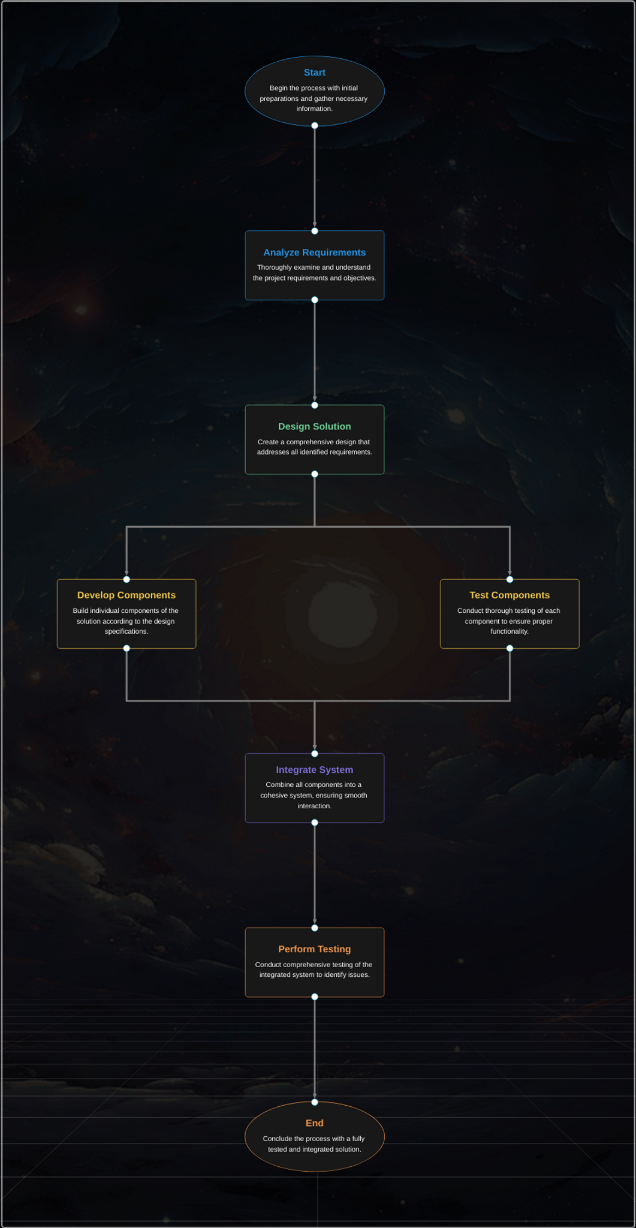 Start
Begin the process with initial
preparations and gather necessary
information.
Analyze Requirements
Thoroughly examine and understand
the project requirements and objectives.
Design Solution
Create a comprehensive design that
addresses all identified requirements.
Develop Components
Build individual components of the
solution according to the design
specifications.
Test Components
Conduct thorough testing of each
component to ensure proper
functionality.
Integrate System
Combine all components into a
cohesive system, ensuring smooth
interaction.
Perform Testing
Conduct comprehensive testing of the
integrated system to identify issues.
End
Conclude the process with a fully
tested and integrated solution.